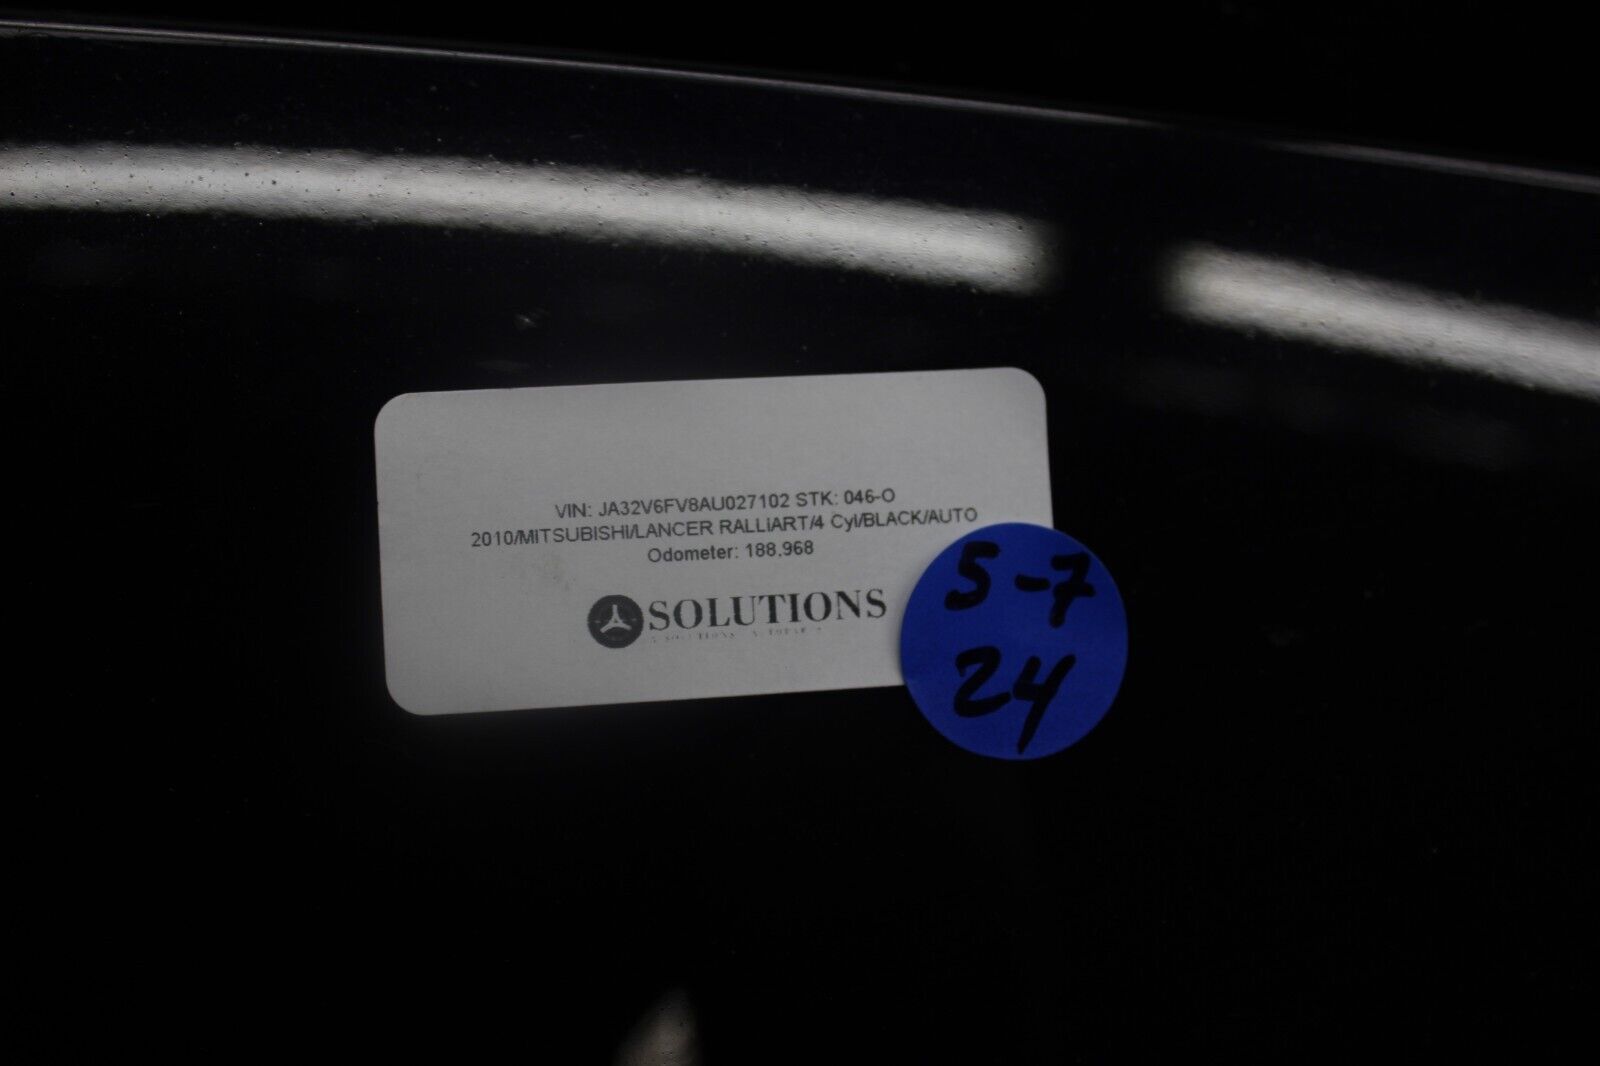 VIN: JA32V6FV8AU027102 STK: 046-O
2010/MITSUBISHI/LANCER RALLIART/4 Cyl/BLACK/AUTO
Odometer: 188,968
SOLUTIONS
5-7
24